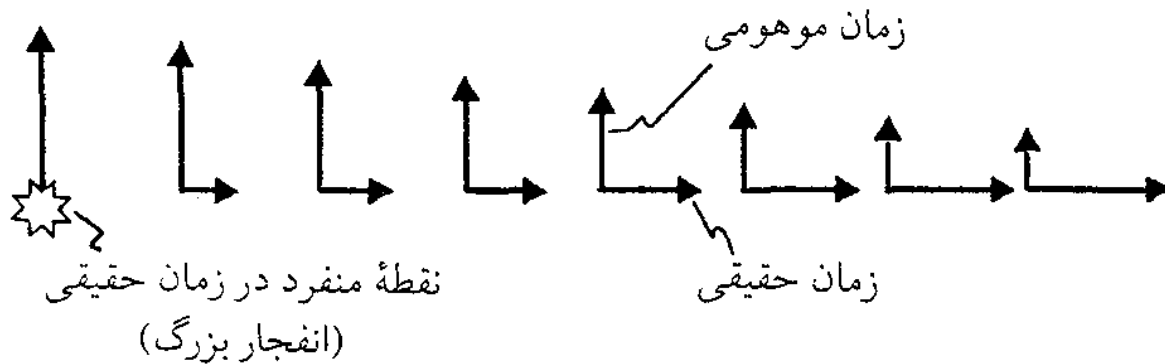 زمان موهومی
زمان حقیقی
نقطهٔ منفرد در زمان حقیقی
(انفجار بزرگ)